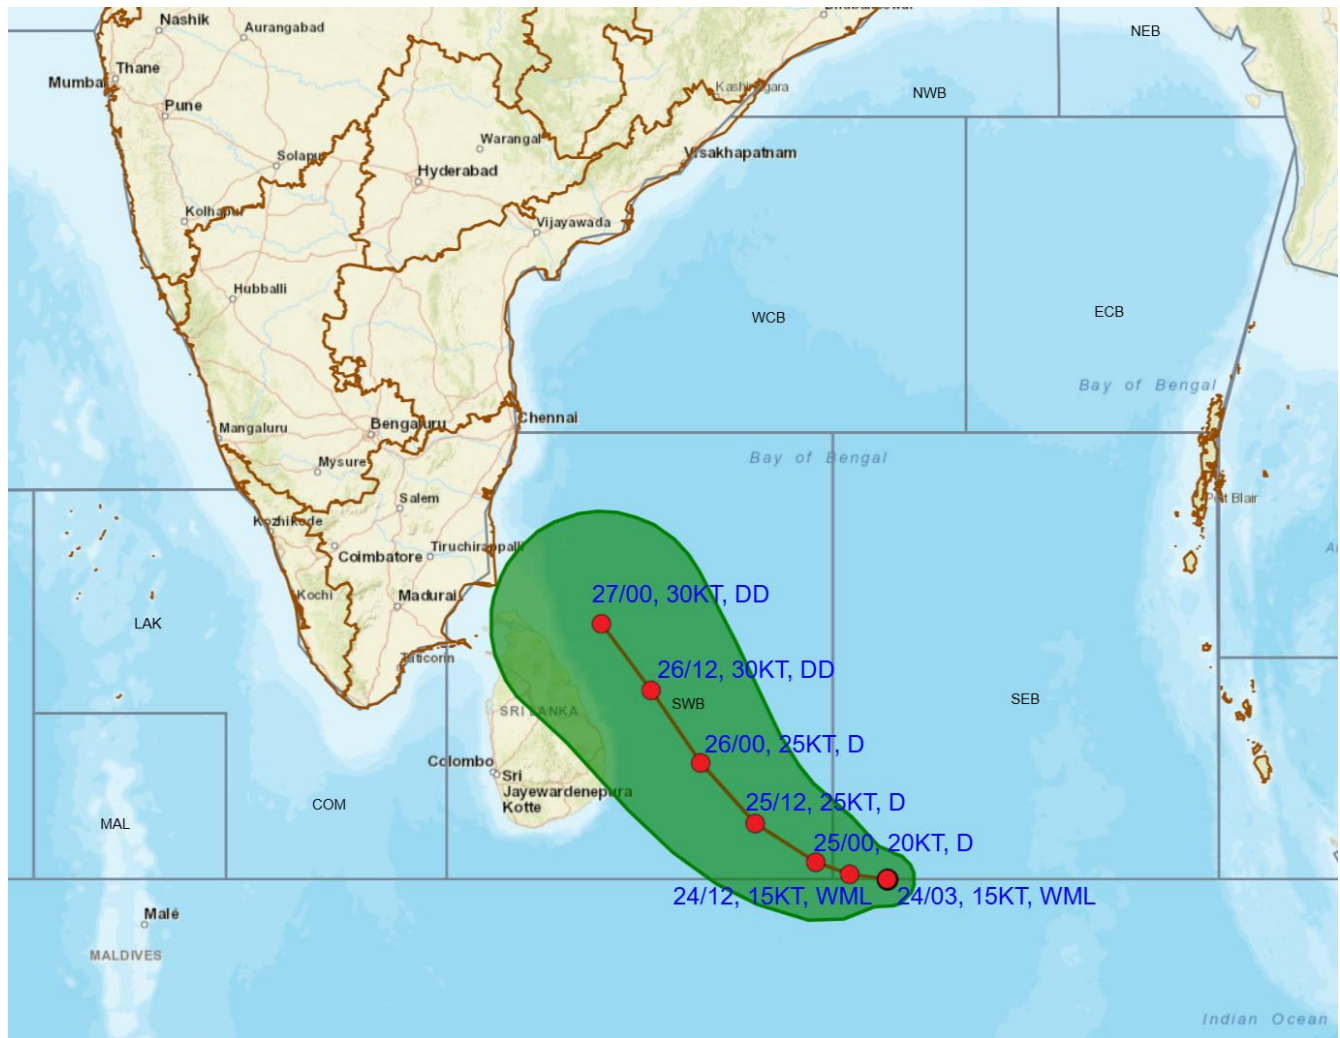 Bhubaneswar
NEB
Nashik
Aurangabad
Thane
Mumbai
Kashinagara
NWB
Pune
Warangal
Visakhapatnam
Solapur
Hyderabad
Kolhapur
Vijayawada
Hubballi
WCB
ECB
Bay of Bengal
Chennai
Mangaluru
Bengaluru
Bay of Bengal
Mysure
Salem
Port Blair
Kozhikode
Coimbatore
Tiruchirappalli
Kochi
Madurai
27/00, 30KT, DD
LAK
Tuticorin
26/12, 30KT, DD
SRI LANKA
SWB
SEB
26/00, 25KT, D
Colombo
Sri
Jayewardenepura
Kotte
COM
25/12, 25KT, D
MAL
25/00, 20KT, D
24/12, 15KT, WML
24/03, 15KT, WML
Malé
MALDIVES
Indian Ocean